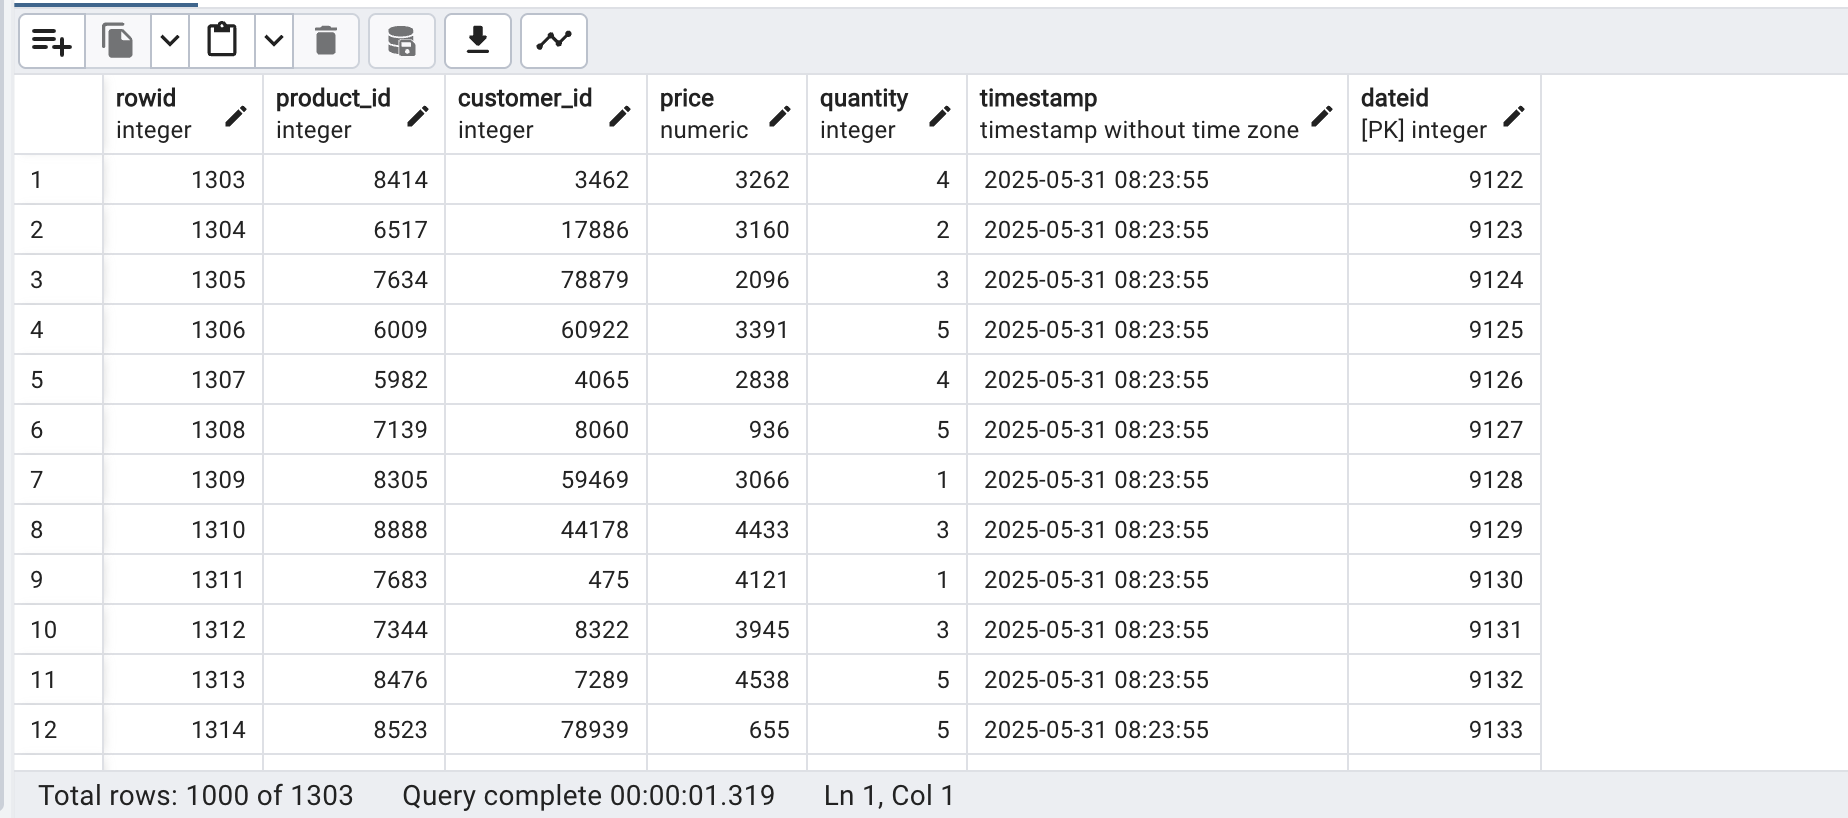 rowid product_id customer_id price quantity timestamp dateid
integer integer integer numeric integer timestamp without time zone [PK] integer
1 1303 8414 3462 3262 4 2025-05-31 08:23:55 9122
2 1304 6517 17886 3160 2 2025-05-31 08:23:55 9123
3 1305 7634 78879 2096 3 2025-05-31 08:23:55 9124
4 1306 6009 60922 3391 5 2025-05-31 08:23:55 9125
5 1307 5982 4065 2838 4 2025-05-31 08:23:55 9126
6 1308 7139 8060 936 5 2025-05-31 08:23:55 9127
7 1309 8305 59469 3066 1 2025-05-31 08:23:55 9128
8 1310 8888 44178 4433 3 2025-05-31 08:23:55 9129
9 1311 7683 475 4121 1 2025-05-31 08:23:55 9130
10 1312 7344 8322 3945 3 2025-05-31 08:23:55 9131
11 1313 8476 7289 4538 5 2025-05-31 08:23:55 9132
12 1314 8523 78939 655 5 2025-05-31 08:23:55 9133
Total rows: 1000 of 1303 Query complete 00:00:01.319 Ln 1, Col 1